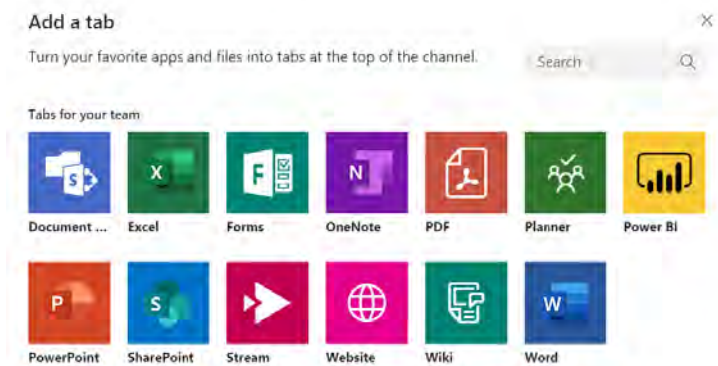 Add a tab
Turn your favorite apps and files into tabs at the top of the channel.
Search
Tabs for your team
Document ... Excel Forms OneNote PDF Planner Power BI
PowerPoint SharePoint Stream Website Wiki Word